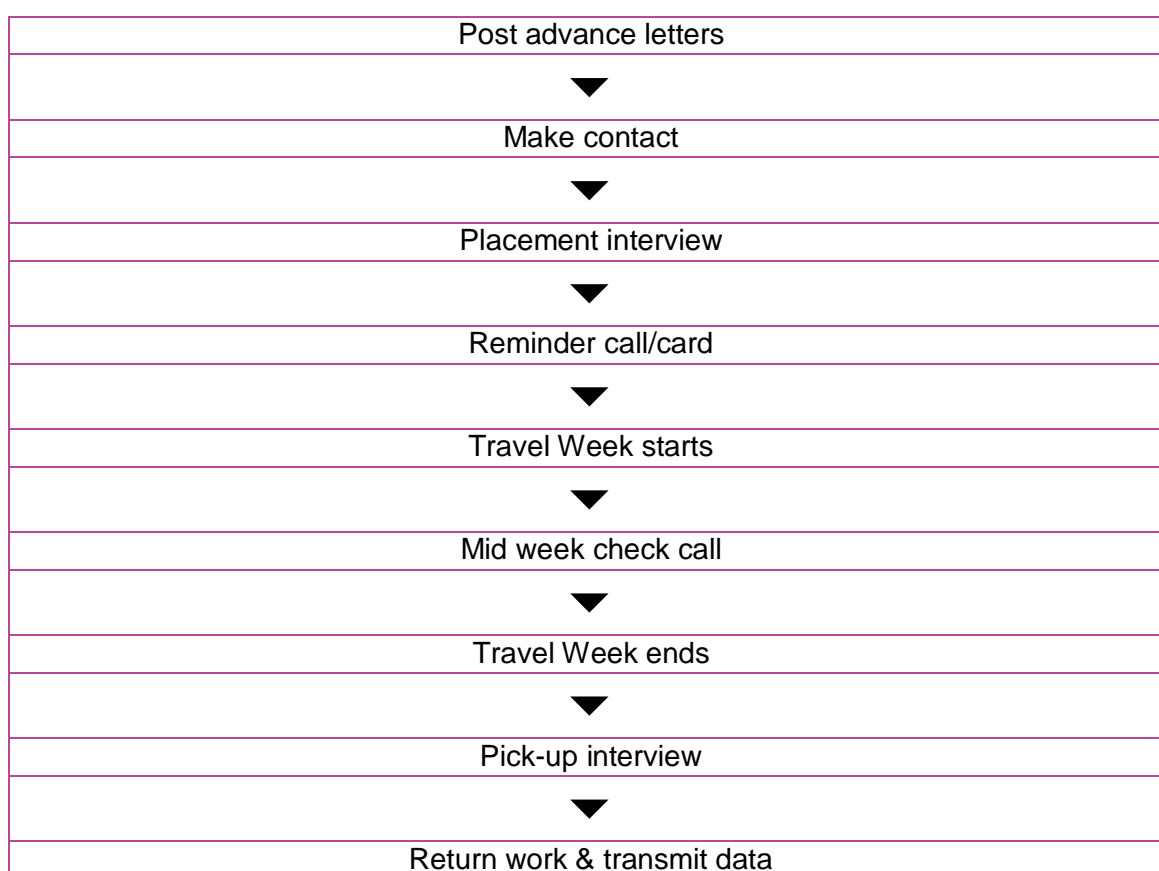 Post advance letters
Make contact
Placement interview
Reminder call/card
Travel Week starts
Mid week check call
Travel Week ends
Pick-up interview
Return work & transmit data